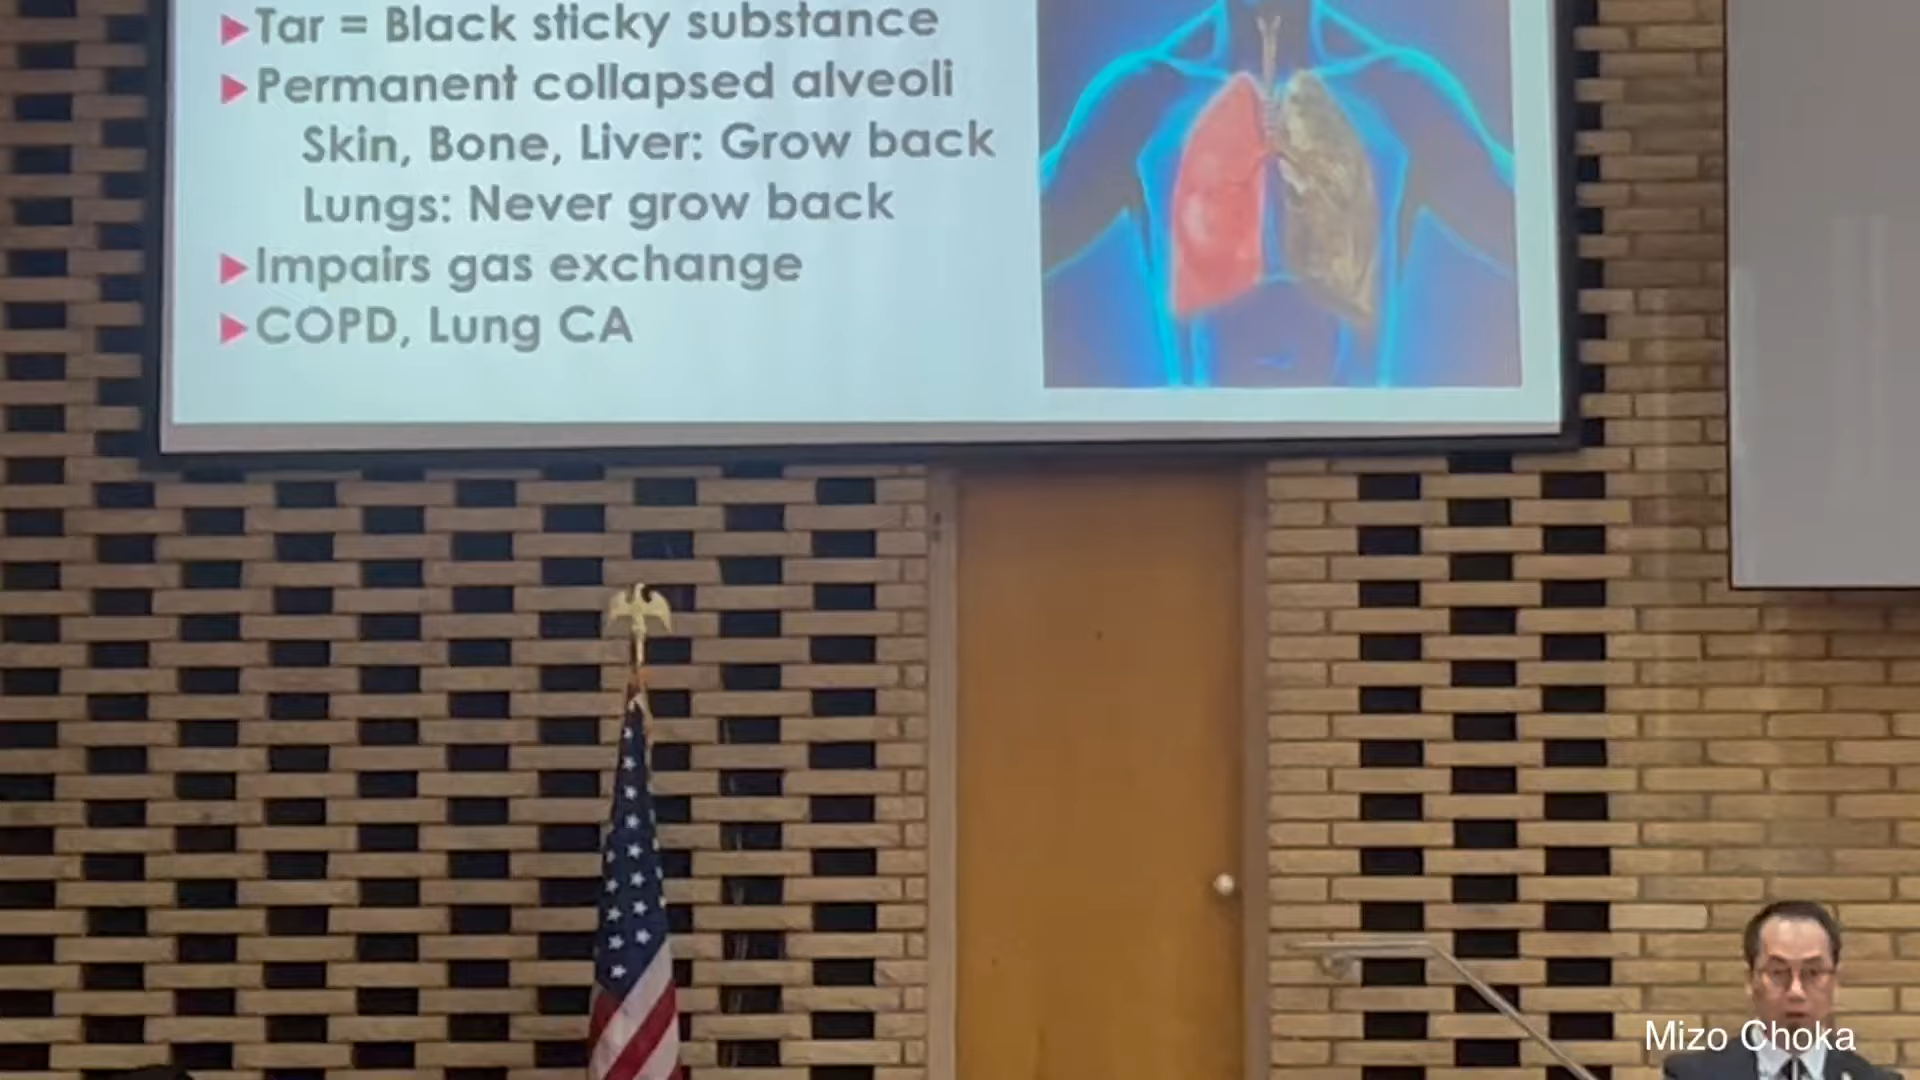 Tar = Black sticky substance
Permanent collapsed alveoli
Skin, Bone, Liver: Grow back
Lungs: Never grow back
Impairs gas exchange
COPD, Lung CA
Mizo Choka